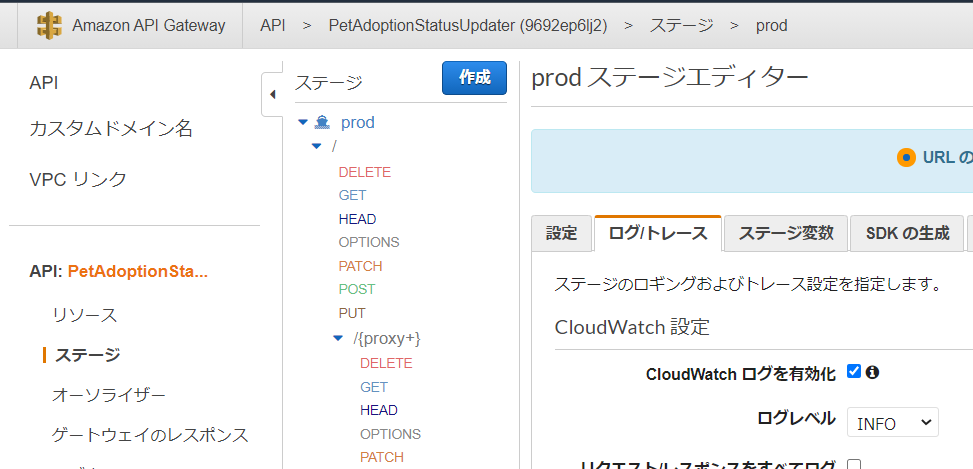 Amazon API Gateway
API > PetAdoptionStatusUpdater (9692ep6lj2) > ステージ > prod
API
カスタムドメイン名
VPC リンク
API: PetAdoptionSta...
リソース
ステージ
オーソライザー
ゲートウェイのレスポンス
ステージ
作成
prod
/
DELETE
GET
HEAD
OPTIONS
PATCH
POST
PUT
/{proxy+}
DELETE
GET
HEAD
OPTIONS
PATCH
prod ステージエディター
URL の
設定
ログ/トレース
ステージ変数
SDK の生成
ステージのロギングおよびトレース設定を指定します。
CloudWatch 設定
CloudWatch ログを有効化
ログレベル
INFO
リクエスト/レスポンスをすべてログ